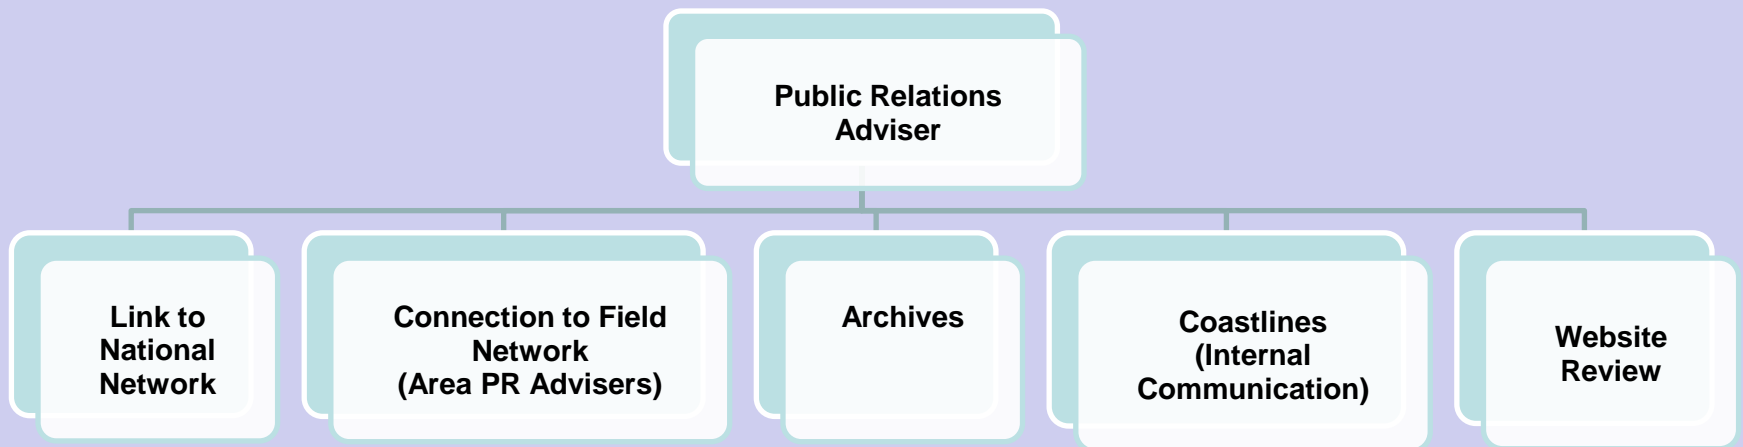 Public Relations
Adviser
Link to
National
Network
Connection to Field
Network
(Area PR Advisers)
Archives
Coastlines
(Internal
Communication)
Website
Review